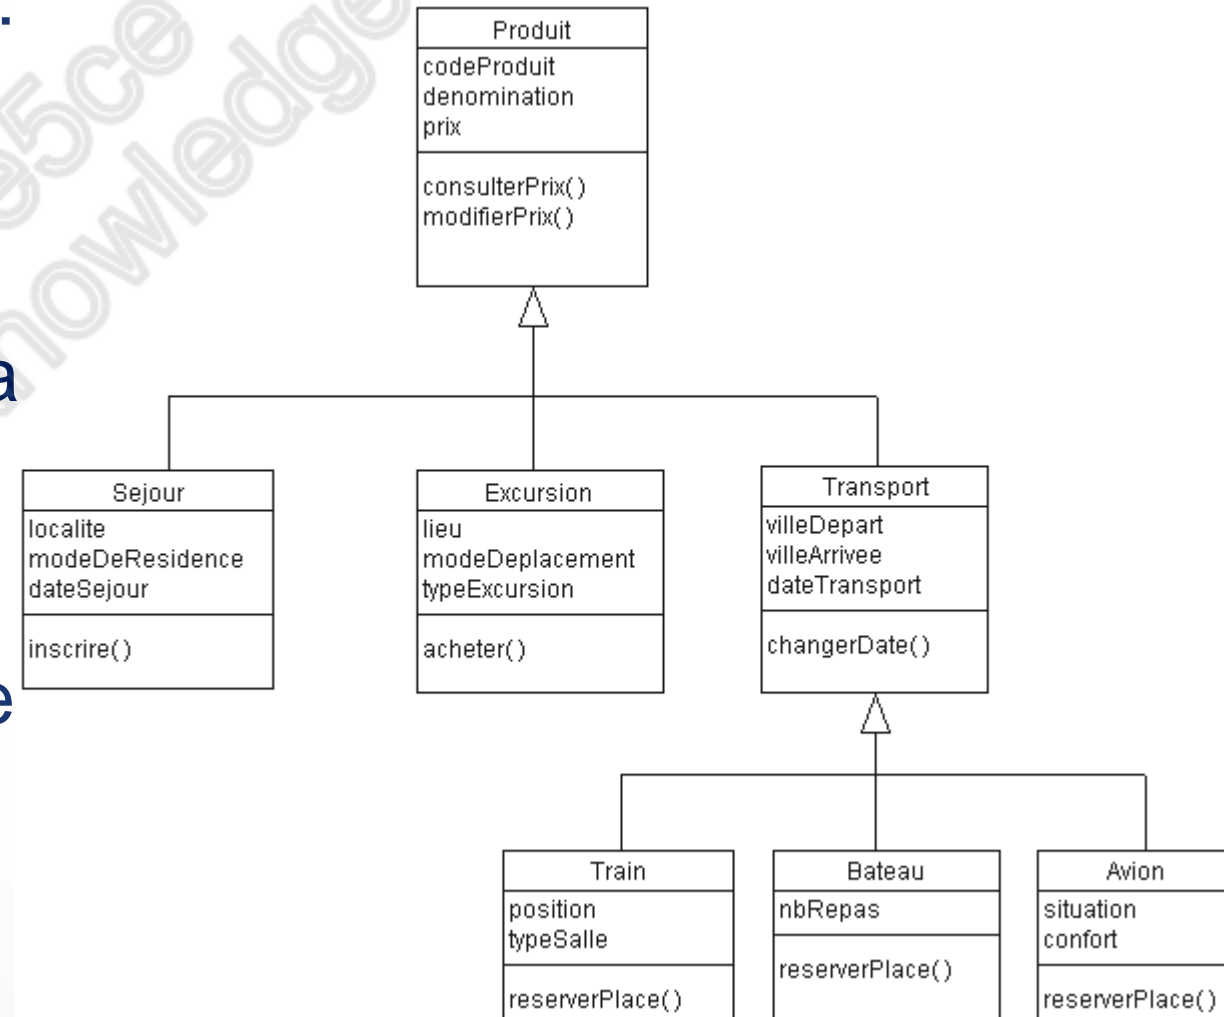 .
Produit
codeProduit
denomination
prix
consulterPrix()
modifierPrix()
a
Sejour
localite
modeDeResidence
dateSejour
inscrire()
Excursion
lieu
modeDeplacement
typeExcursion
acheter()
Transport
villeDepart
villeArrivee
dateTransport
changerDate()
e
Train
position
typeSalle
reserverPlace()
Bateau
nbRepas
reserverPlace()
Avion
situation
confort
reserverPlace()